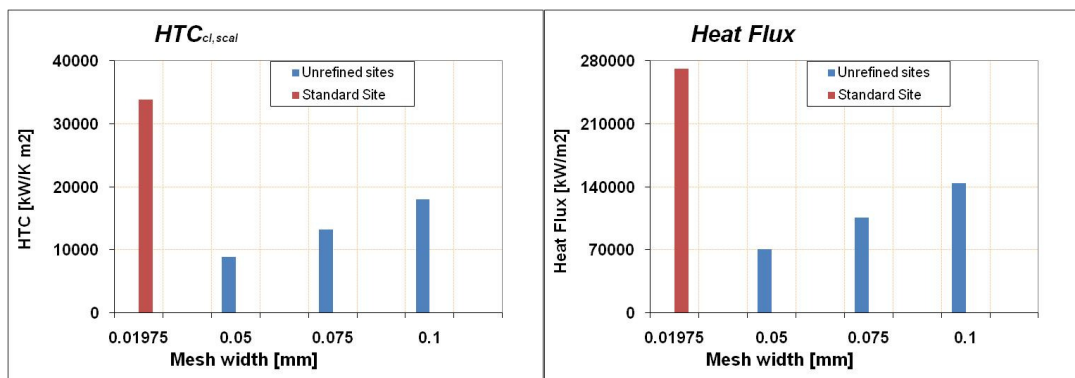 HTCcl,scal
40000
30000
20000
10000
0
HTC [kW/K m2]
Unrefined sites
Standard Site
0.01975 0.05 0.075 0.1
Mesh width [mm]
Heat Flux
280000
210000
140000
70000
0
Heat Flux [kW/m2]
Unrefined sites
Standard Site
0.01975 0.05 0.075 0.1
Mesh width [mm]